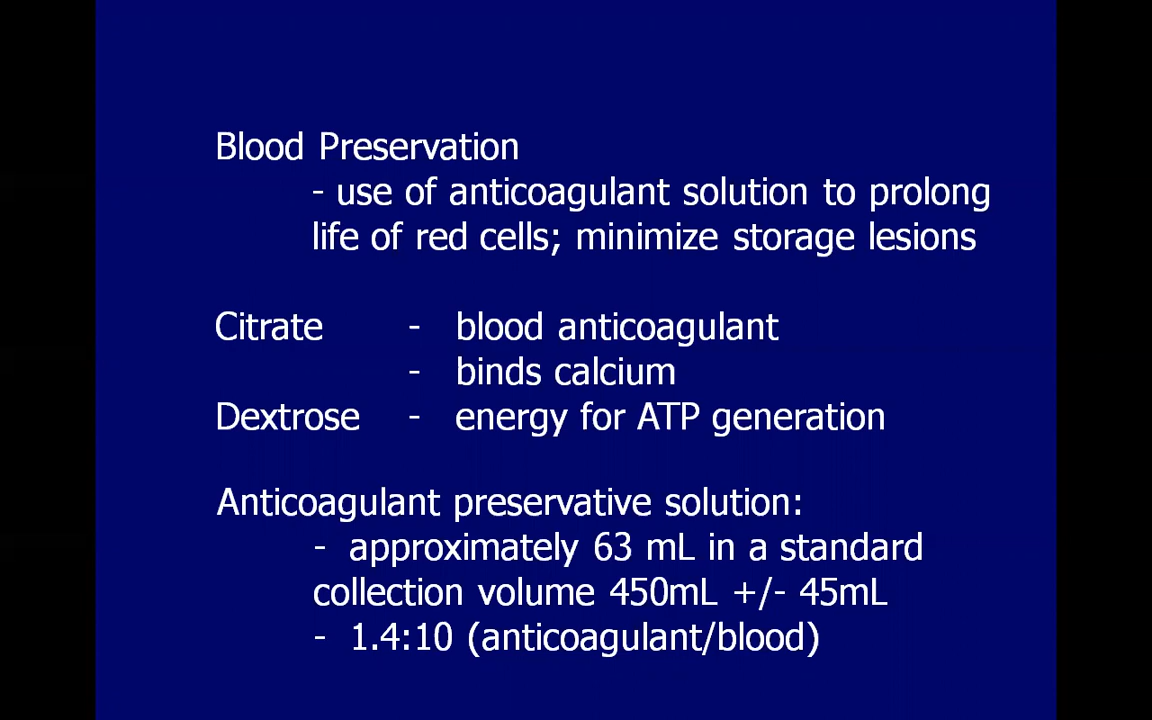 Blood Preservation
- use of anticoagulant solution to prolong
life of red cells; minimize storage lesions
Citrate - blood anticoagulant
- binds calcium
Dextrose - energy for ATP generation
Anticoagulant preservative solution:
- approximately 63 mL in a standard
collection volume 450mL +/- 45mL
- 1.4:10 (anticoagulant/blood)